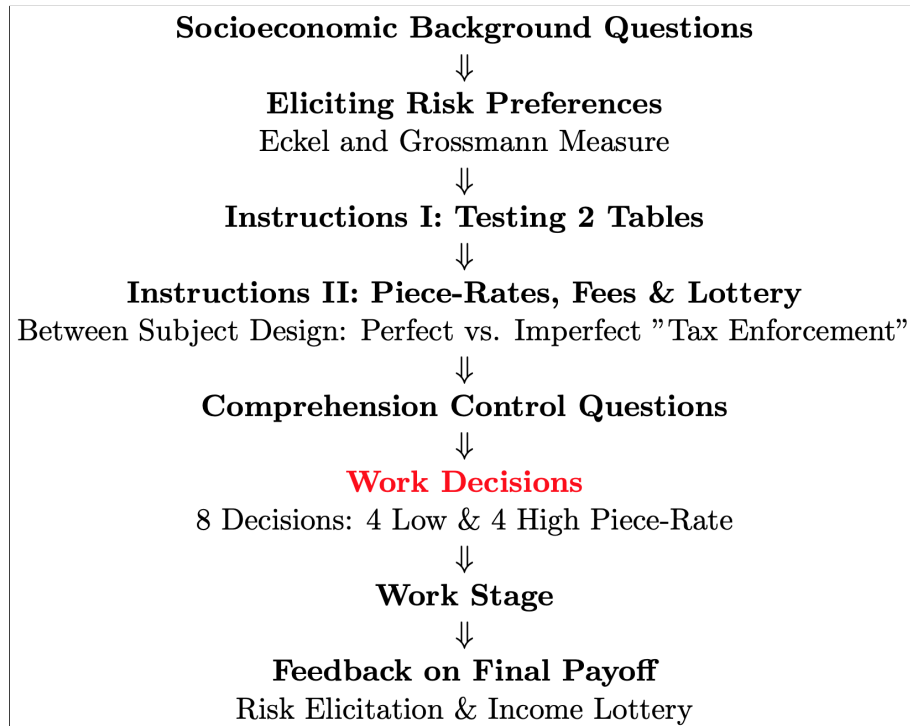 Socioeconomic Background Questions
⇓
Eliciting Risk Preferences
Eckel and Grossmann Measure
⇓
Instructions I: Testing 2 Tables
⇓
Instructions II: Piece-Rates, Fees & Lottery
Between Subject Design: Perfect vs. Imperfect ”Tax Enforcement”
⇓
Comprehension Control Questions
⇓
Work Decisions
8 Decisions: 4 Low & 4 High Piece-Rate
⇓
Work Stage
⇓
Feedback on Final Payoff
Risk Elicitation & Income Lottery